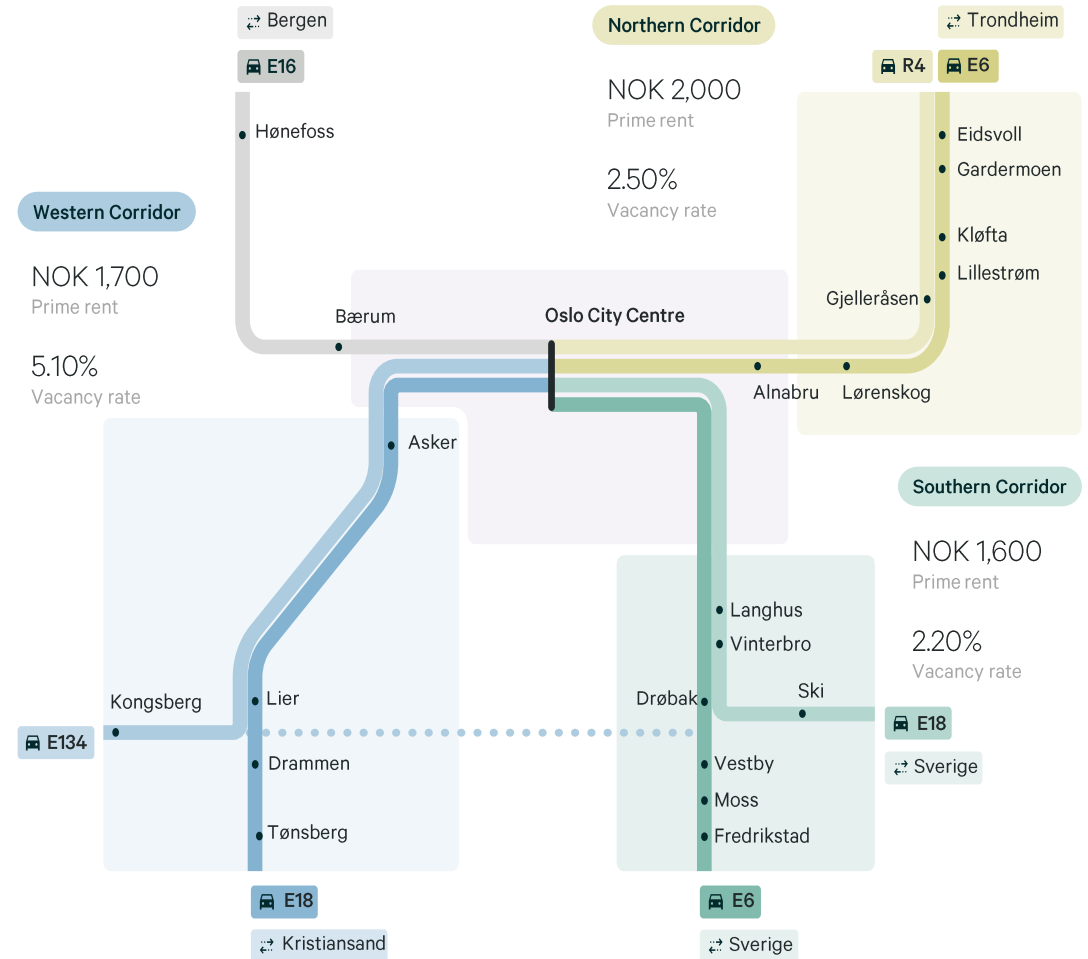 Bergen
E16
Hønefoss
Northern Corridor
NOK 2,000
Prime rent
2.50%
Vacancy rate
Trondheim
R4
E6
Eidsvoll
Gardermoen
Kløfta
Lillestrøm
Gjelleråsen
Western Corridor
NOK 1,700
Prime rent
5.10%
Vacancy rate
Bærum
Oslo City Centre
Alnabru
Lørenskog
Asker
Southern Corridor
NOK 1,600
Prime rent
2.20%
Vacancy rate
Langhus
Vinterbro
Drøbak
Ski
E18
Sverige
Kongsberg
Lier
E134
Drammen
Tønsberg
Vestby
Moss
Fredrikstad
E18
Kristiansand
E6
Sverige